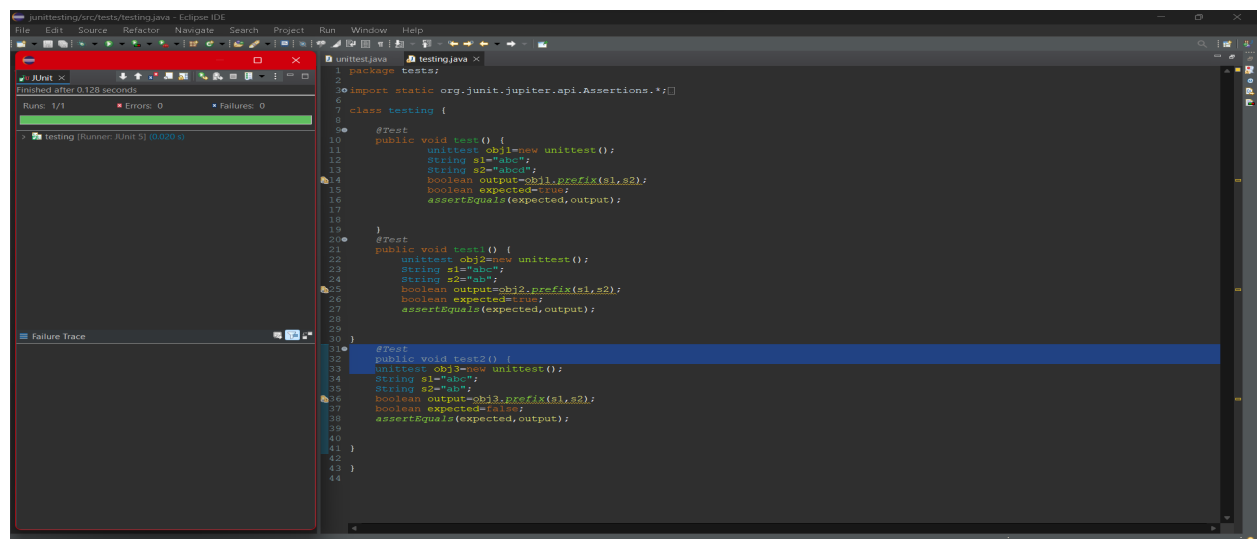 junittesting/src/tests/testing.java - Eclipse IDE
File Edit Source Refactor Navigate Search Project Run Window Help
JUnit
Finished after 0.128 seconds
Runs: 1/1 Errors: 0 Failures: 0
testing [Runner: JUnit 5] (0.020 s)
Failure Trace
unittest.java testing.java
1 package tests;
2
3 import static org.junit.jupiter.api.Assertions.*;
6
7 class testing {
8
9 @Test
10 public void test() {
11 unittest obj1=new unittest();
12 String s1="abc";
13 String s2="abcd";
14 boolean output=obj1.prefix(s1,s2);
15 boolean expected=true;
16 assertEquals(expected,output);
17
18
19 }
20 @Test
21 public void test1() {
22 unittest obj2=new unittest();
23 String s1="abc";
24 String s2="ab";
25 boolean output=obj2.prefix(s1,s2);
26 boolean expected=true;
27 assertEquals(expected,output);
28
29
30 }
31 @Test
32 public void test2() {
33 unittest obj3=new unittest();
34 String s1="abc";
35 String s2="ab";
36 boolean output=obj3.prefix(s1,s2);
37 boolean expected=false;
38 assertEquals(expected,output);
39
40
41 }
42
43 }
44